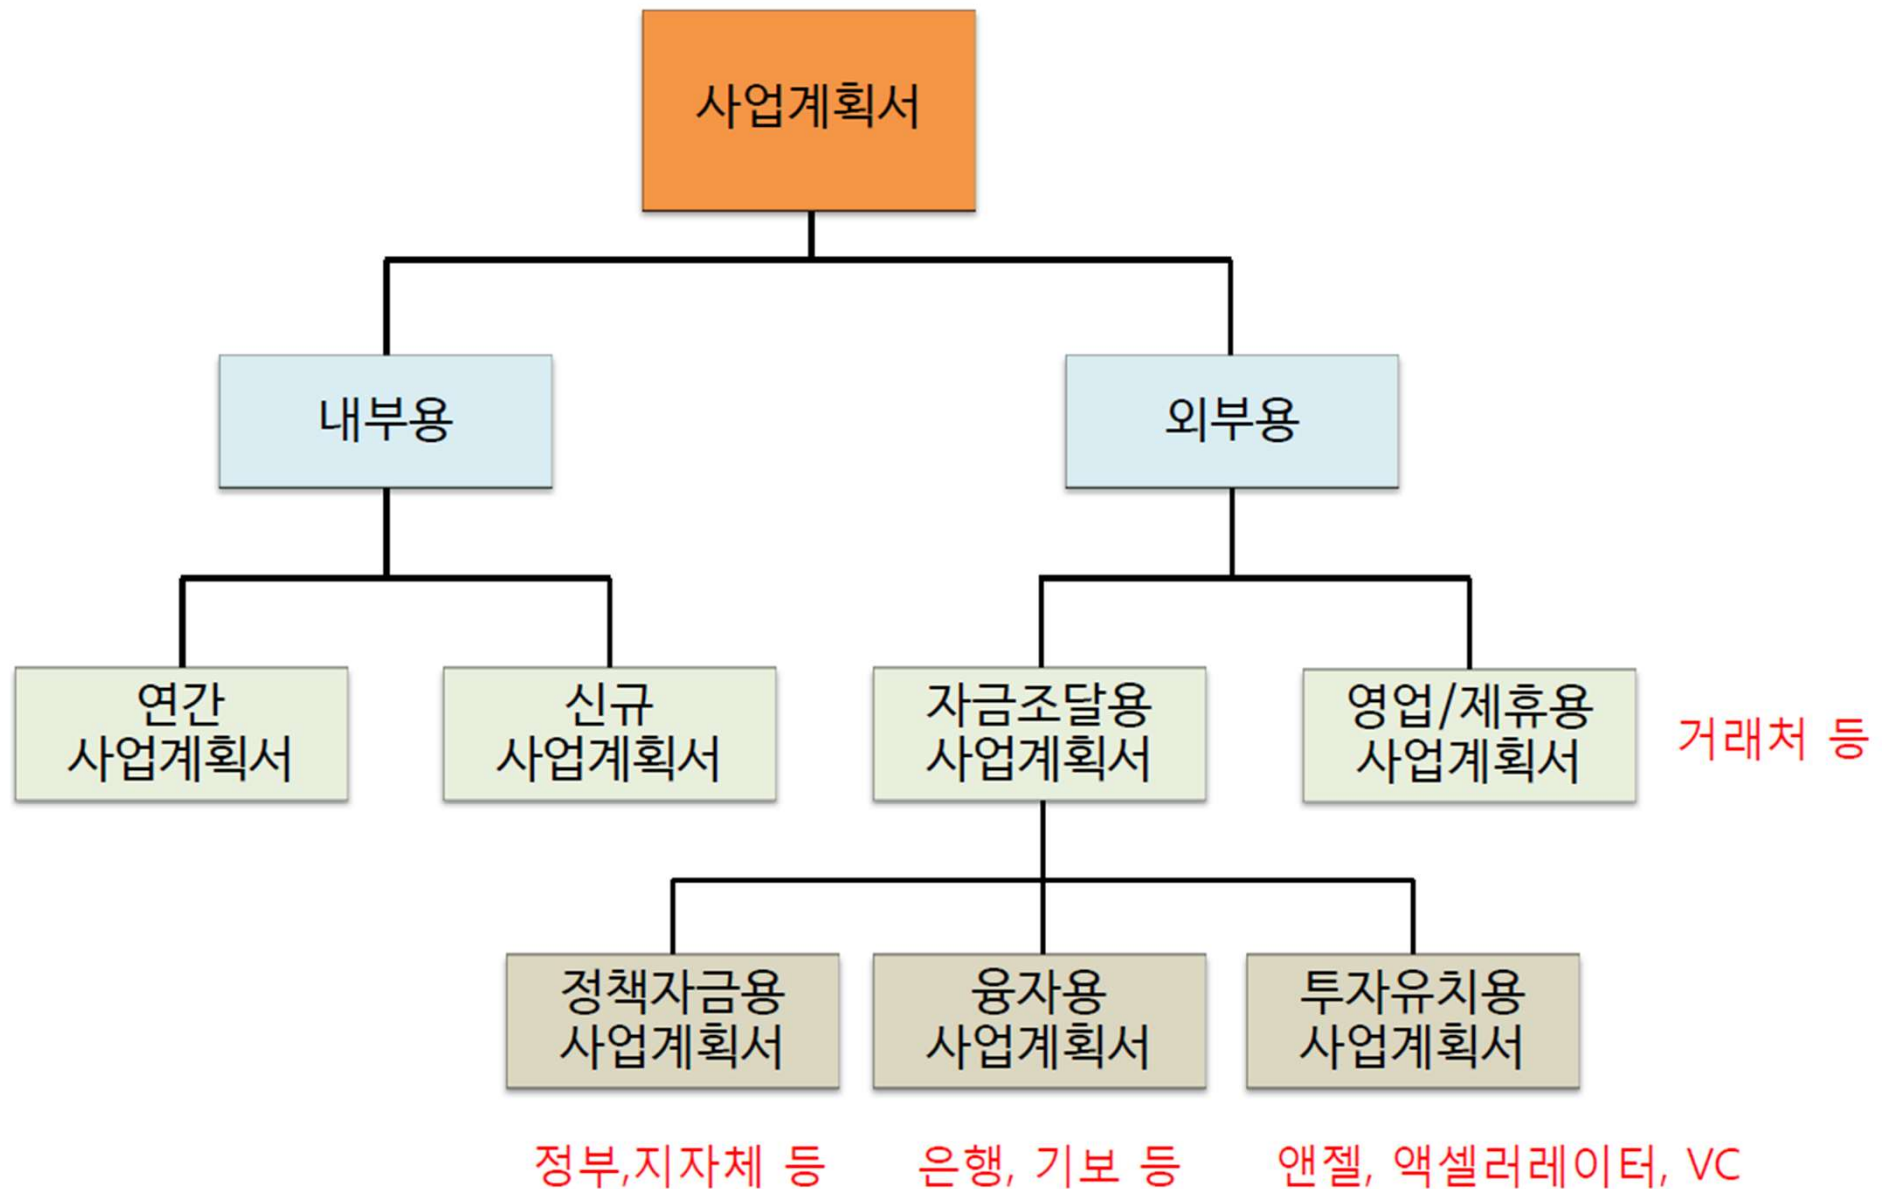 사업계획서
내부용
외부용
연간
사업계획서
신규
사업계획서
자금조달용
사업계획서
영업/제휴용
사업계획서
거래처 등
정책자금용
사업계획서
융자용
사업계획서
투자유치용
사업계획서
정부,지자체 등
은행, 기보 등
앤젤, 액셀러레이터, VC